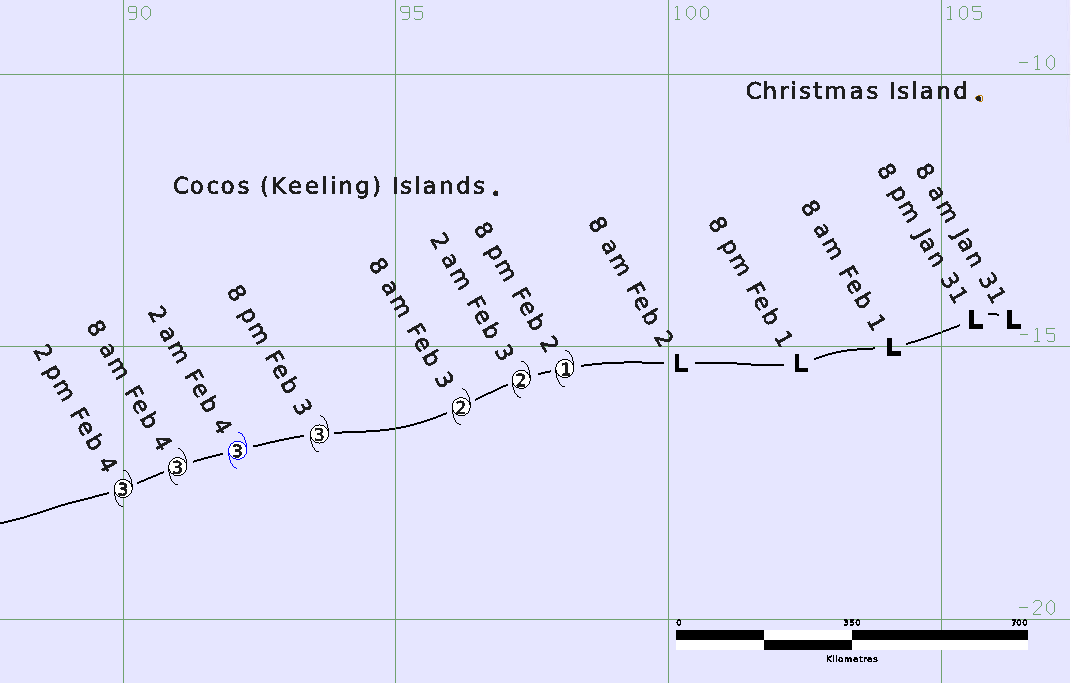 90
95
100
105
-10
Christmas Island
Cocos (Keeling) Islands
8 am Jan 31
8 pm Jan 31
8 am Feb 1
8 pm Feb 1
8 am Feb 2
8 pm Feb 2
2 am Feb 3
8 am Feb 3
8 pm Feb 3
2 am Feb 4
8 am Feb 4
2 pm Feb 4
L
L
-15
L
L
L
1
2
2
3
3
3
3
-20
0
350
700
Kilometres